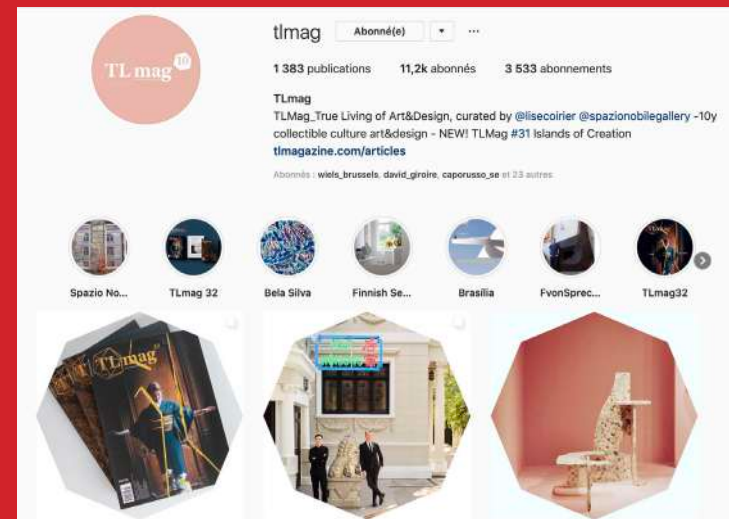 TL mag 10
tlmag Abonné(e) ▼ ...
1 383 publications 11,2k abonnés 3 533 abonnements
TLmag
TLMag_True Living of Art&Design, curated by @lisecoirier @spazionobilegallery -10y
collectible culture art&design - NEW! TLMag #31 Islands of Creation
tlmagazine.com/articles
Abonnés : wiels_brussels, david_giroire, caporusso_se et 23 autres
Spazio No... TLmag 32 Bela Silva Finnish Se... Brasília FvonSprec... TLmag32
TLmag